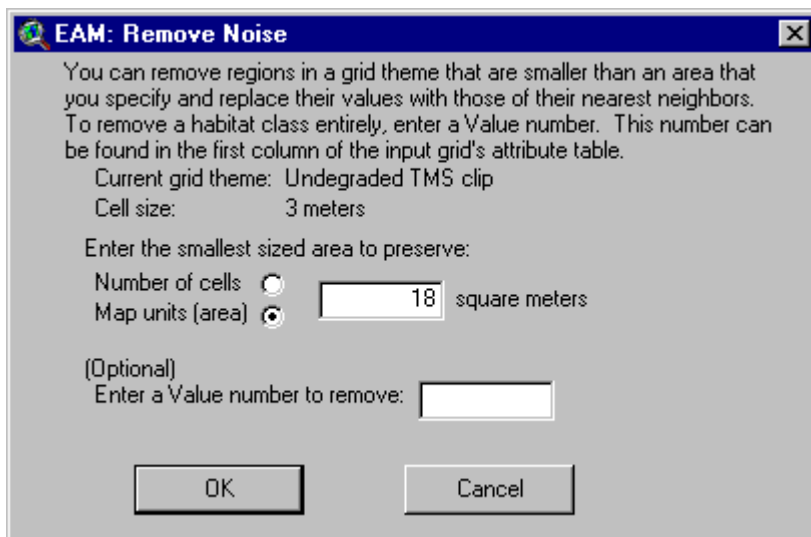 EAM: Remove Noise
You can remove regions in a grid theme that are smaller than an area that
you specify and replace their values with those of their nearest neighbors.
To remove a habitat class entirely, enter a Value number. This number can
be found in the first column of the input grid's attribute table.
Current grid theme: Undegraded TMS clip
Cell size: 3 meters
Enter the smallest sized area to preserve:
Number of cells
Map units (area) 18 square meters
(Optional)
Enter a Value number to remove:
OK Cancel